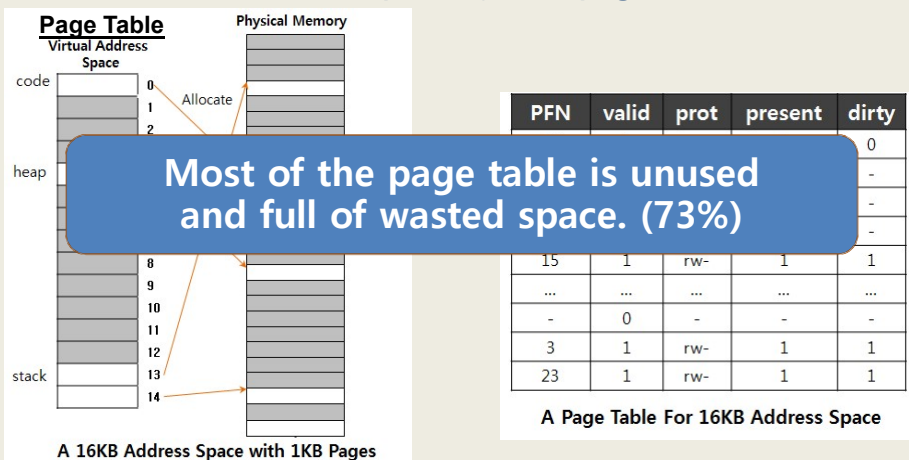 Page Table
Virtual Address
Space
Physical Memory
code
0
Allocate
1
2
heap
8
9
10
11
12
stack
13
14
A 16KB Address Space with 1KB Pages
Most of the page table is unused
and full of wasted space. (73%)
PFN valid prot present dirty
0
-
-
-
15 1 rw- 1 1
... ... ... ... ...
- 0 - - -
3 1 rw- 1 1
23 1 rw- 1 1
A Page Table For 16KB Address Space